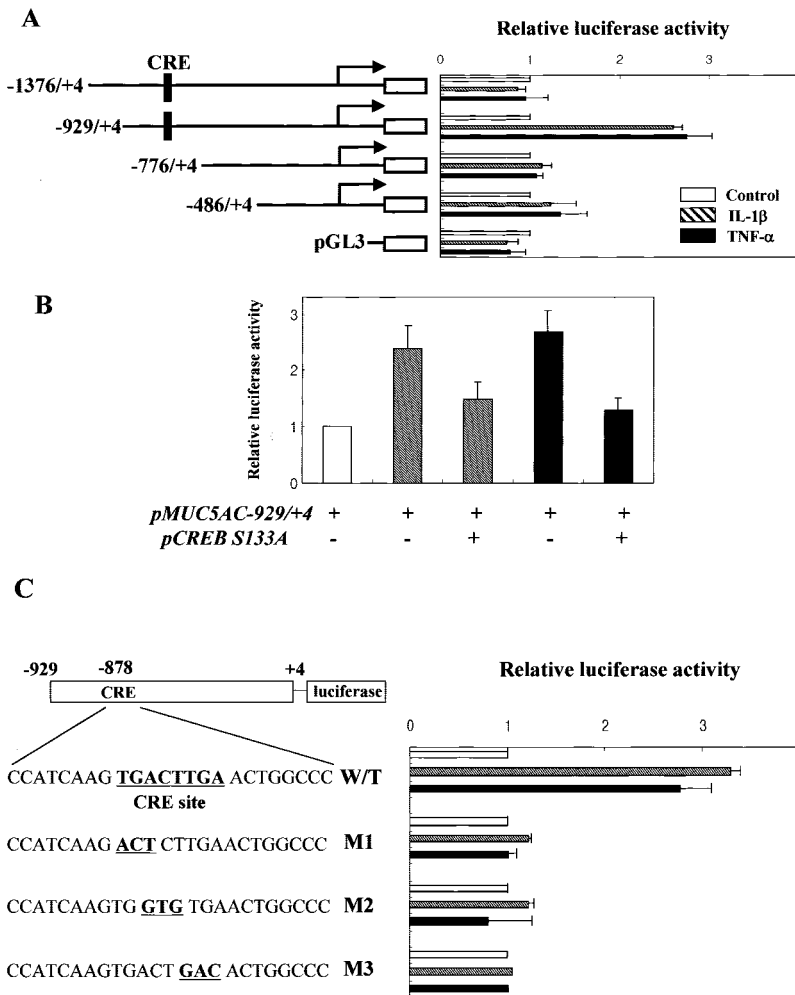 A
Relative luciferase activity
0 1 2 3
CRE
-1376/+4
-929/+4
-776/+4
-486/+4
pGL3
Control
IL-1β
TNF-α
B
Relative luciferase activity
3
2
1
0
pMUC5AC-929/+4 + + + + +
pCREB S133A - - + - +
C
Relative luciferase activity
0 1 2 3
-929 -878 +4
CRE luciferase
CCATCAAG TGACTTGA ACTGGCCC W/T
CRE site
CCATCAAG ACT CTTGAACTGGCCC M1
CCATCAAGTG GTG TGAACTGGCCC M2
CCATCAAGTGACT GAC ACTGGCCC M3